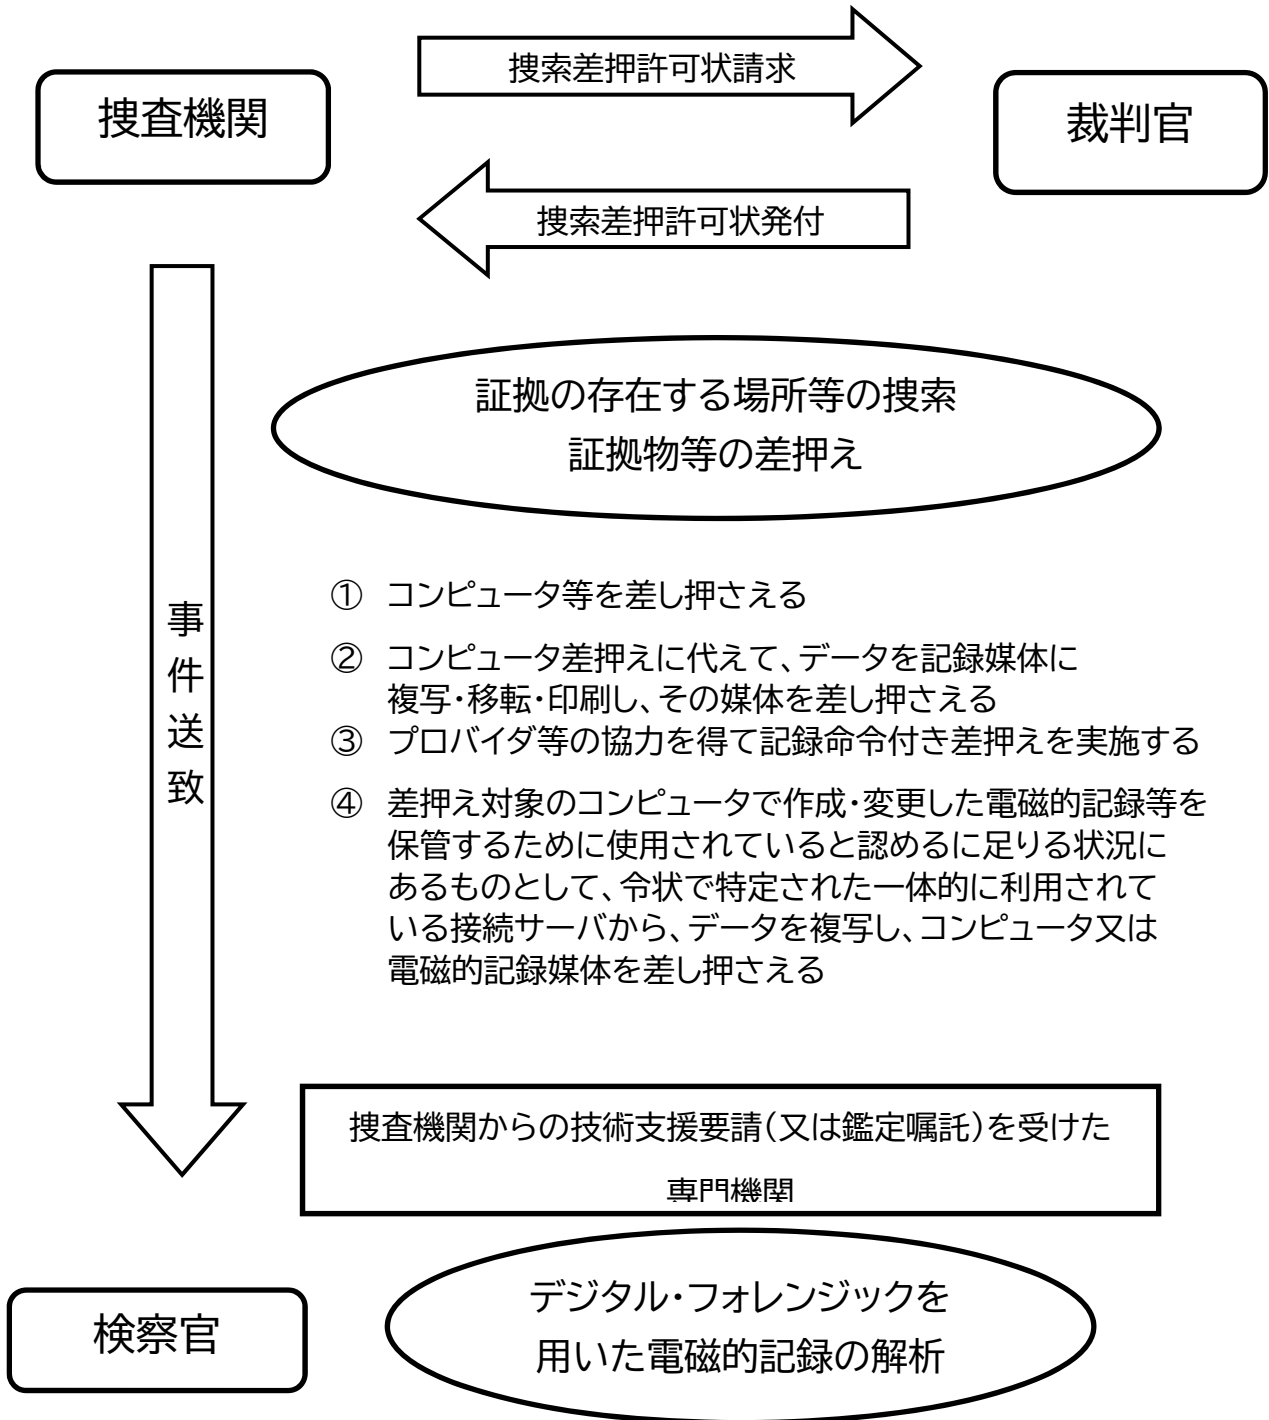 捜索差押許可状請求
捜査機関
裁判官
捜索差押許可状発付
証拠の存在する場所等の捜索
証拠物等の差押え
① コンピュータ等を差し押さえる
② コンピュータ差押えに代えて、データを記録媒体に
複写・移転・印刷し、その媒体を差し押さえる
③ プロバイダ等の協力を得て記録命令付き差押えを実施する
④ 差押え対象のコンピュータで作成・変更した電磁的記録等を
保管するために使用されていると認めるに足りる状況に
あるものとして、令状で特定された一体的に利用されて
いる接続サーバから、データを複写し、コンピュータ又は
電磁的記録媒体を差し押さえる
事件送致
捜査機関からの技術支援要請(又は鑑定嘱託)を受けた
専門機関
デジタル・フォレンジックを
用いた電磁的記録の解析
検察官